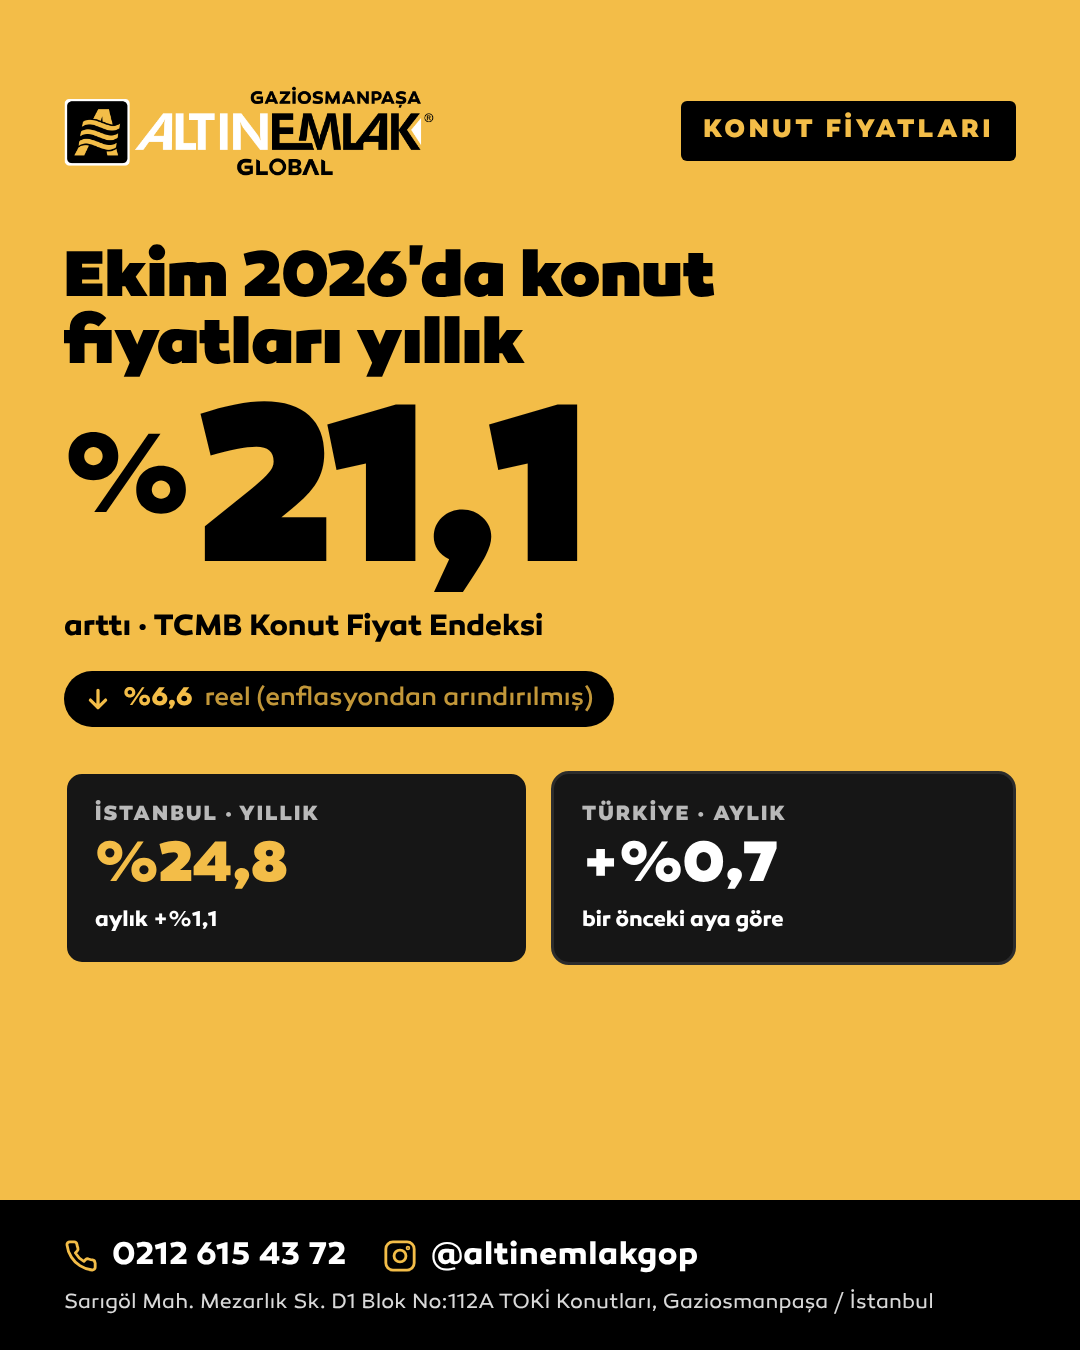 GAZİOSMANPAŞA
ALTINEMLAK®
GLOBAL
KONUT FİYATLARI
Ekim 2026'da konut
fiyatları yıllık
%21,1
arttı · TCMB Konut Fiyat Endeksi
↓ %6,6 reel (enflasyondan arındırılmış)
İSTANBUL · YILLIK
%24,8
aylık +%1,1
TÜRKİYE · AYLIK
+%0,7
bir önceki aya göre
0212 615 43 72
@altinemlakgop
Sarıgöl Mah. Mezarlık Sk. D1 Blok No:112A TOKİ Konutları, Gaziosmanpaşa / İstanbul